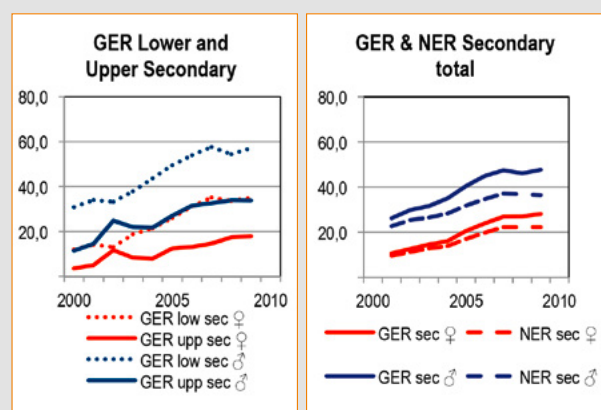 GER Lower and
Upper Secondary
80,0
60,0
40,0
20,0
2000 2005 2010
GER low sec ♀
GER upp sec ♀
GER low sec ♂
GER upp sec ♂
GER & NER Secondary
total
80,0
60,0
40,0
20,0
2000 2005 2010
GER sec ♀ NER sec ♀
GER sec ♂ NER sec ♂